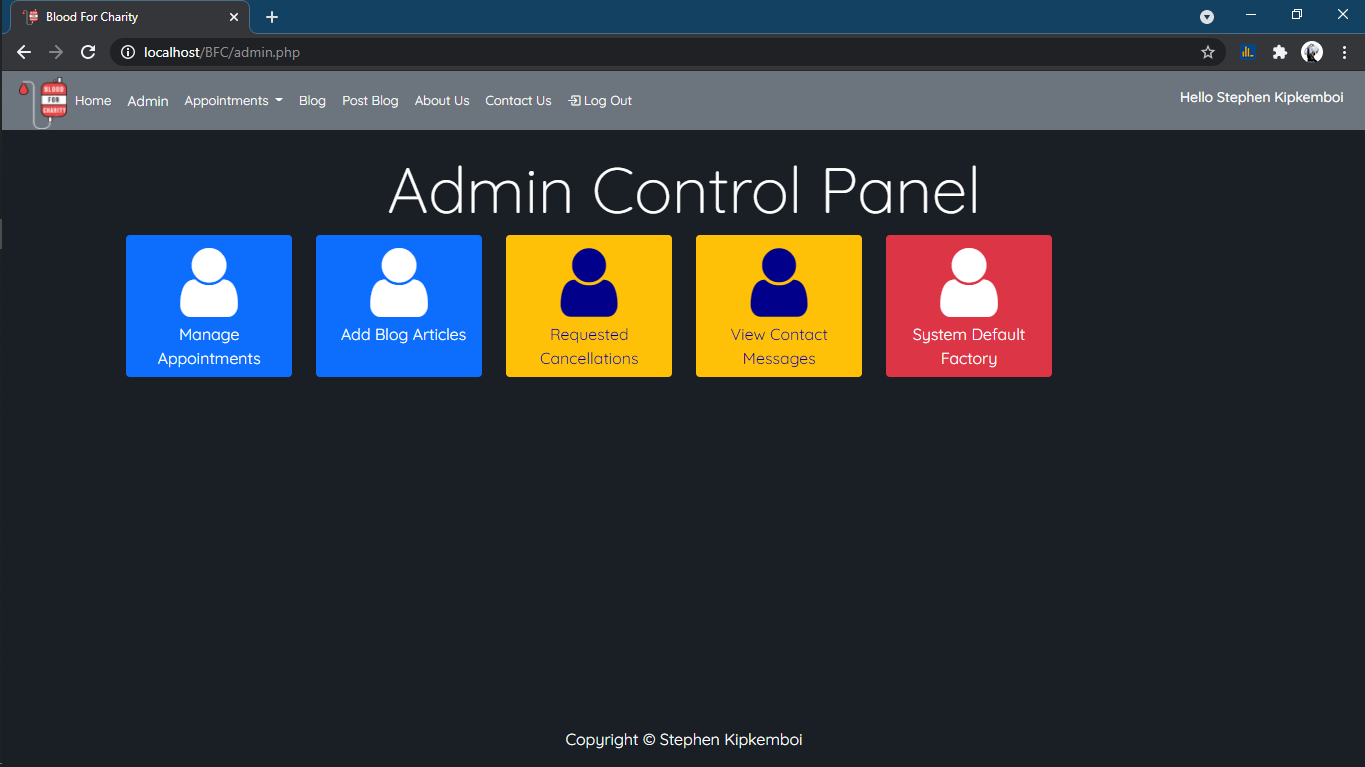 Blood For Charity
localhost/BFC/admin.php
BLOOD
FOR
CHARITY
Home Admin Appointments Blog Post Blog About Us Contact Us Log Out Hello Stephen Kipkemboi
Admin Control Panel
Manage
Appointments
Add Blog Articles
Requested
Cancellations
View Contact
Messages
System Default
Factory
Copyright © Stephen Kipkemboi